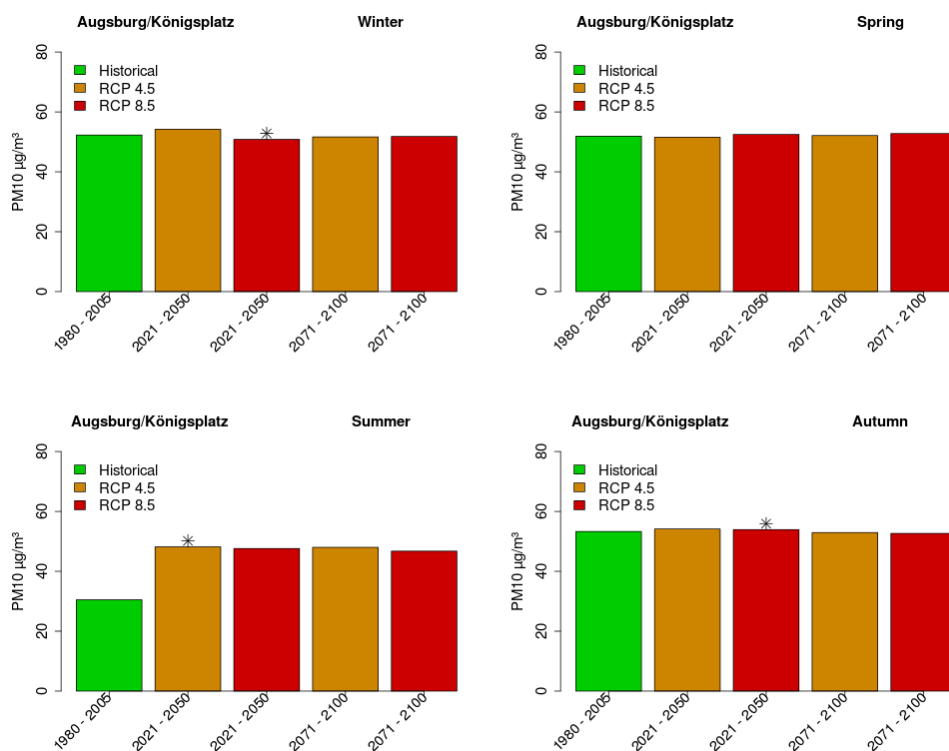 Augsburg/Königsplatz Winter
80
60
40
20
0
PM10 µg/m³
Historical
RCP 4.5
RCP 8.5
1980 - 2005
2021 - 2050
2021 - 2050
2071 - 2100
2071 - 2100
Augsburg/Königsplatz Spring
80
60
40
20
0
PM10 µg/m³
Historical
RCP 4.5
RCP 8.5
1980 - 2005
2021 - 2050
2021 - 2050
2071 - 2100
2071 - 2100
Augsburg/Königsplatz Summer
80
60
40
20
0
PM10 µg/m³
Historical
RCP 4.5
RCP 8.5
1980 - 2005
2021 - 2050
2021 - 2050
2071 - 2100
2071 - 2100
Augsburg/Königsplatz Autumn
80
60
40
20
0
PM10 µg/m³
Historical
RCP 4.5
RCP 8.5
1980 - 2005
2021 - 2050
2021 - 2050
2071 - 2100
2071 - 2100